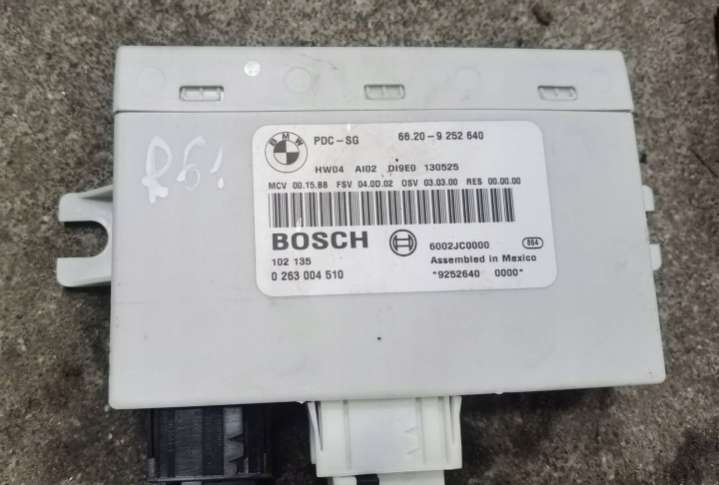 BMW
PDC-SG 66.20-9 252 640
HW04 AI02 DI9E0 130525
MCV 00.15.88 FSV 04.00.02 OSV 03.03.00 RES 00.00.00
BOSCH 6002JC0000 864
102 135 Assembled in Mexico
0 263 004 510 "9252640 0000"